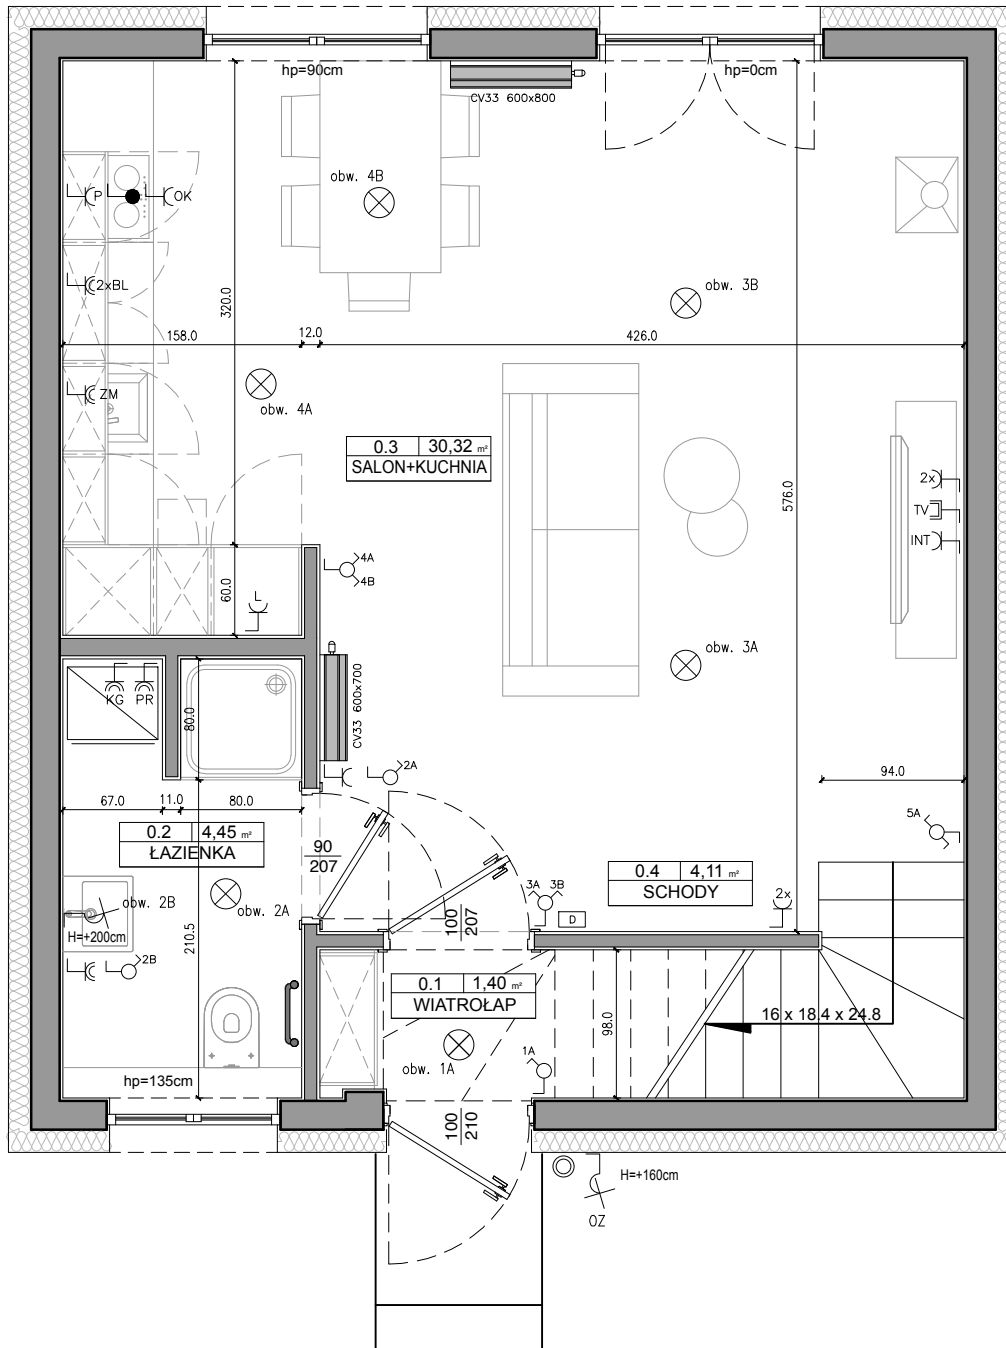 hp=90cm
hp=0cm
CV33 600x800
obw. 4B
P
OK
2xBL
320.0
obw. 3B
158.0
12.0
426.0
ZM
obw. 4A
0.3 30,32 m²
SALON+KUCHNIA
2x
TV
INT
576.0
4A
4B
60.0
L
obw. 3A
KG
PR
80.0
CV33 600x700
2A
94.0
67.0
11.0
80.0
5A
0.2 4,45 m²
ŁAZIENKA
90
207
0.4 4,11 m²
SCHODY
obw. 2B
obw. 2A
3A
3B
2x
D
100
207
H=+200cm
210.5
2B
0.1 1,40 m²
WIATROŁAP
98.0
16 x 18.4 x 24.8
obw. 1A
1A
hp=135cm
100
210
H=+160cm
OZ